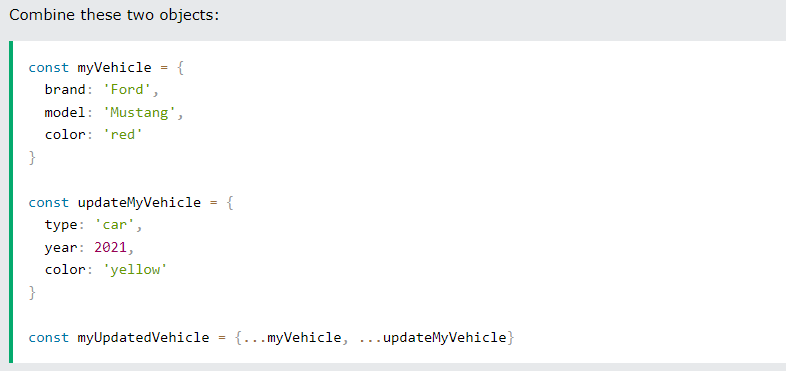 Combine these two objects:
const myVehicle = {
  brand: 'Ford',
  model: 'Mustang',
  color: 'red'
}
const updateMyVehicle = {
  type: 'car',
  year: 2021,
  color: 'yellow'
}
const myUpdatedVehicle = {...myVehicle, ...updateMyVehicle}